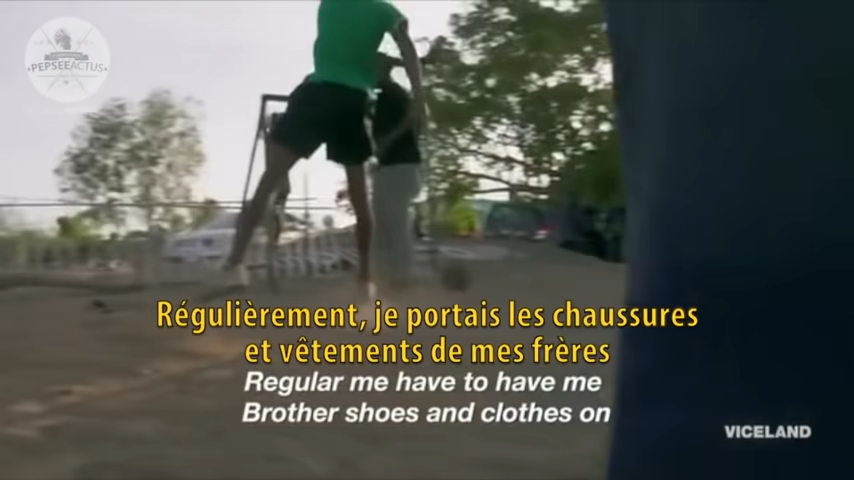 PEPSEEACTUS
Régulièrement, je portais les chaussures
et vêtements de mes frères
Regular me have to have me
Brother shoes and clothes on
VICELAND